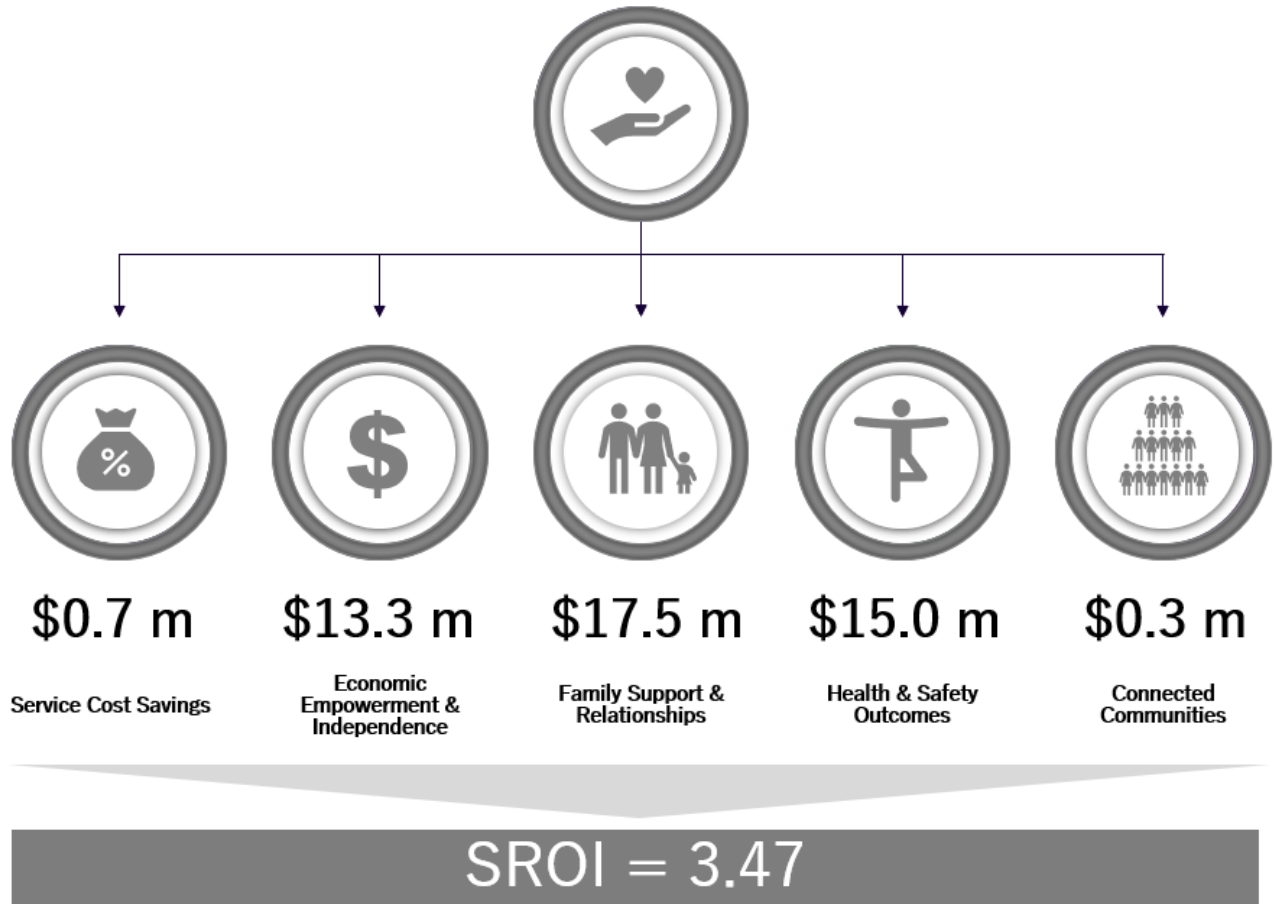 %
$
$0.7 m
$13.3 m
$17.5 m
$15.0 m
$0.3 m
Service Cost Savings
Economic
Empowerment &
Independence
Family Support &
Relationships
Health & Safety
Outcomes
Connected
Communities
SROI = 3.47